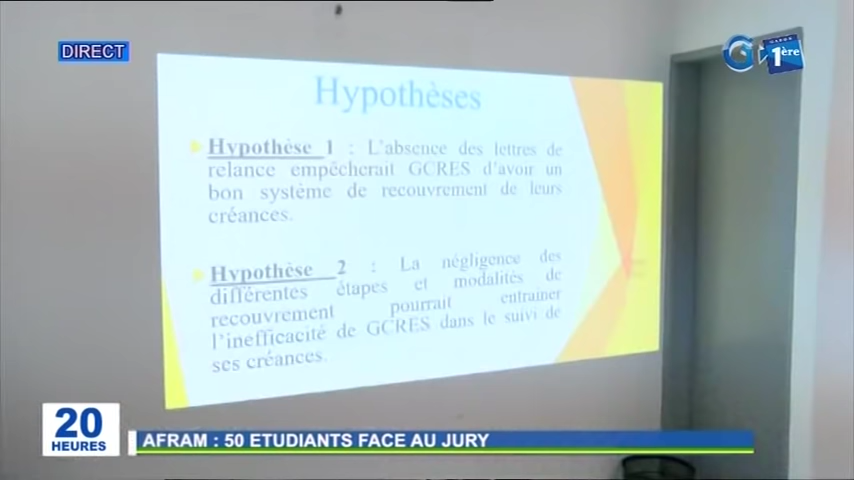 DIRECT
GABON
1ère
Hypothèses
Hypothèse 1 : L'absence des lettres de
relance empêcherait GCRES d'avoir un
bon système de recouvrement de leurs
créances.
Hypothèse 2 : La négligence des
différentes étapes et modalités de
recouvrement pourrait entraîner
l'inefficacité de GCRES dans le suivi de
ses créances.
20
HEURES
AFRAM : 50 ETUDIANTS FACE AU JURY